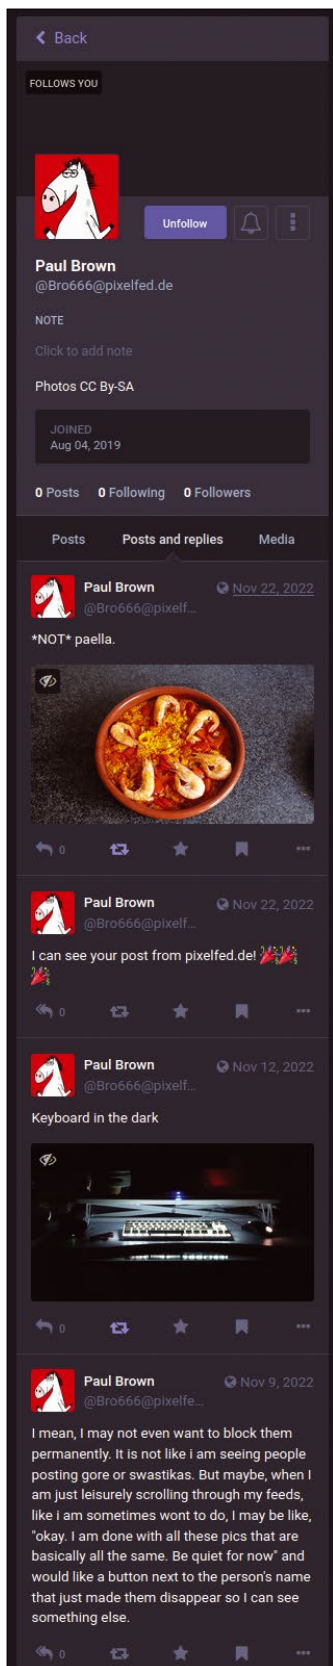 Back
FOLLOWS YOU
Unfollow
Paul Brown
@Bro666@pixelfed.de
NOTE
Click to add note
Photos CC By-SA
JOINED
Aug 04, 2019
0 Posts 0 Following 0 Followers
Posts Posts and replies Media
Paul Brown Nov 22, 2022
@Bro666@pixelf...
*NOT* paella.
0
Paul Brown Nov 22, 2022
@Bro666@pixelf...
I can see your post from pixelfed.de! 🎉🎉
🎉
0
Paul Brown Nov 12, 2022
@Bro666@pixelf...
Keyboard in the dark
0
Paul Brown Nov 9, 2022
@Bro666@pixelfe...
I mean, I may not even want to block them
permanently. It is not like i am seeing people
posting gore or swastikas. But maybe, when I
am just leisurely scrolling through my feeds,
like i am sometimes wont to do, I may be like,
"okay. I am done with all these pics that are
basically all the same. Be quiet for now" and
would like a button next to the person's name
that just made them disappear so I can see
something else.
0